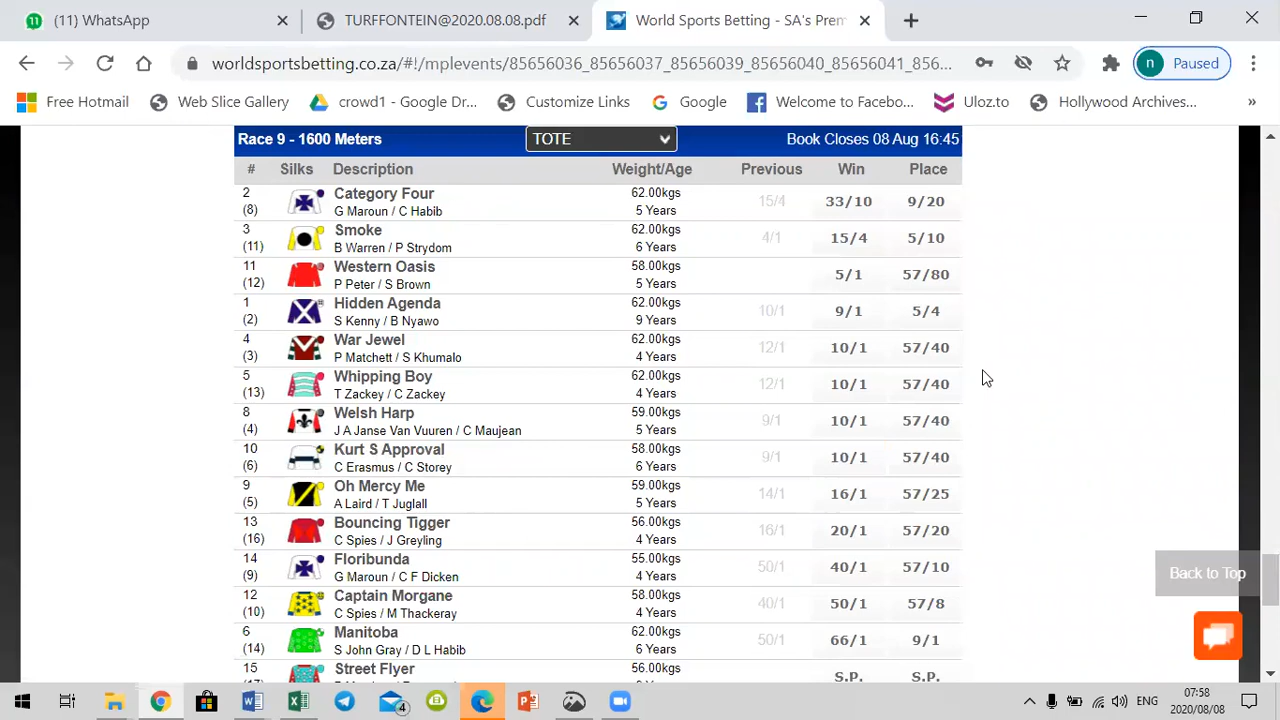 11
(11) WhatsApp
TURFFONTEIN@2020.08.08.pdf
World Sports Betting - SA's Prem
worldsportsbetting.co.za/#!/mplevents/85656036_85656037_85656039_85656040_85656041_856...
n Paused
Free Hotmail
Web Slice Gallery
crowd1 - Google Dr...
Customize Links
Google
Welcome to Facebo...
Uloz.to
Hollywood Archives...
Race 9 - 1600 Meters TOTE Book Closes 08 Aug 16:45
# Silks Description Weight/Age Previous Win Place
2 Category Four 62.00kgs 15/4 33/10 9/20
(8) G Maroun / C Habib 5 Years
3 Smoke 62.00kgs 4/1 15/4 5/10
(11) B Warren / P Strydom 6 Years
11 Western Oasis 58.00kgs 5/1 57/80
(12) P Peter / S Brown 5 Years
1 Hidden Agenda 62.00kgs 10/1 9/1 5/4
(2) S Kenny / B Nyawo 9 Years
4 War Jewel 62.00kgs 12/1 10/1 57/40
(3) P Matchett / S Khumalo 4 Years
5 Whipping Boy 62.00kgs 12/1 10/1 57/40
(13) T Zackey / C Zackey 4 Years
8 Welsh Harp 59.00kgs 9/1 10/1 57/40
(4) J A Janse Van Vuuren / C Maujean 5 Years
10 Kurt S Approval 58.00kgs 9/1 10/1 57/40
(6) C Erasmus / C Storey 6 Years
9 Oh Mercy Me 59.00kgs 14/1 16/1 57/25
(5) A Laird / T Juglall 5 Years
13 Bouncing Tigger 56.00kgs 16/1 20/1 57/20
(16) C Spies / J Greyling 4 Years
14 Floribunda 55.00kgs 50/1 40/1 57/10
(9) G Maroun / C F Dicken 4 Years
12 Captain Morgane 58.00kgs 40/1 50/1 57/8
(10) C Spies / M Thackeray 4 Years
6 Manitoba 62.00kgs 50/1 66/1 9/1
(14) S John Gray / D L Habib 6 Years
15 Street Flyer 56.00kgs S.P. S.P.
Back to Top
4
ENG
07:58
2020/08/08